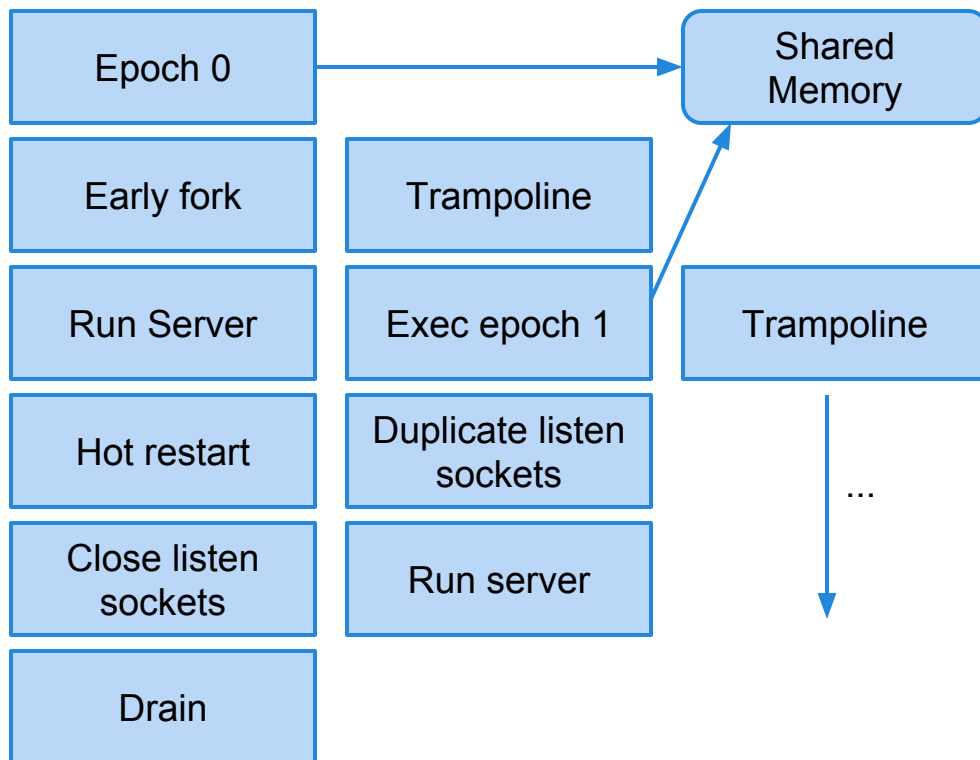 Epoch 0
Shared
Memory
Early fork
Trampoline
Run Server
Exec epoch 1
Trampoline
Hot restart
Duplicate listen
sockets
...
Close listen
sockets
Run server
Drain